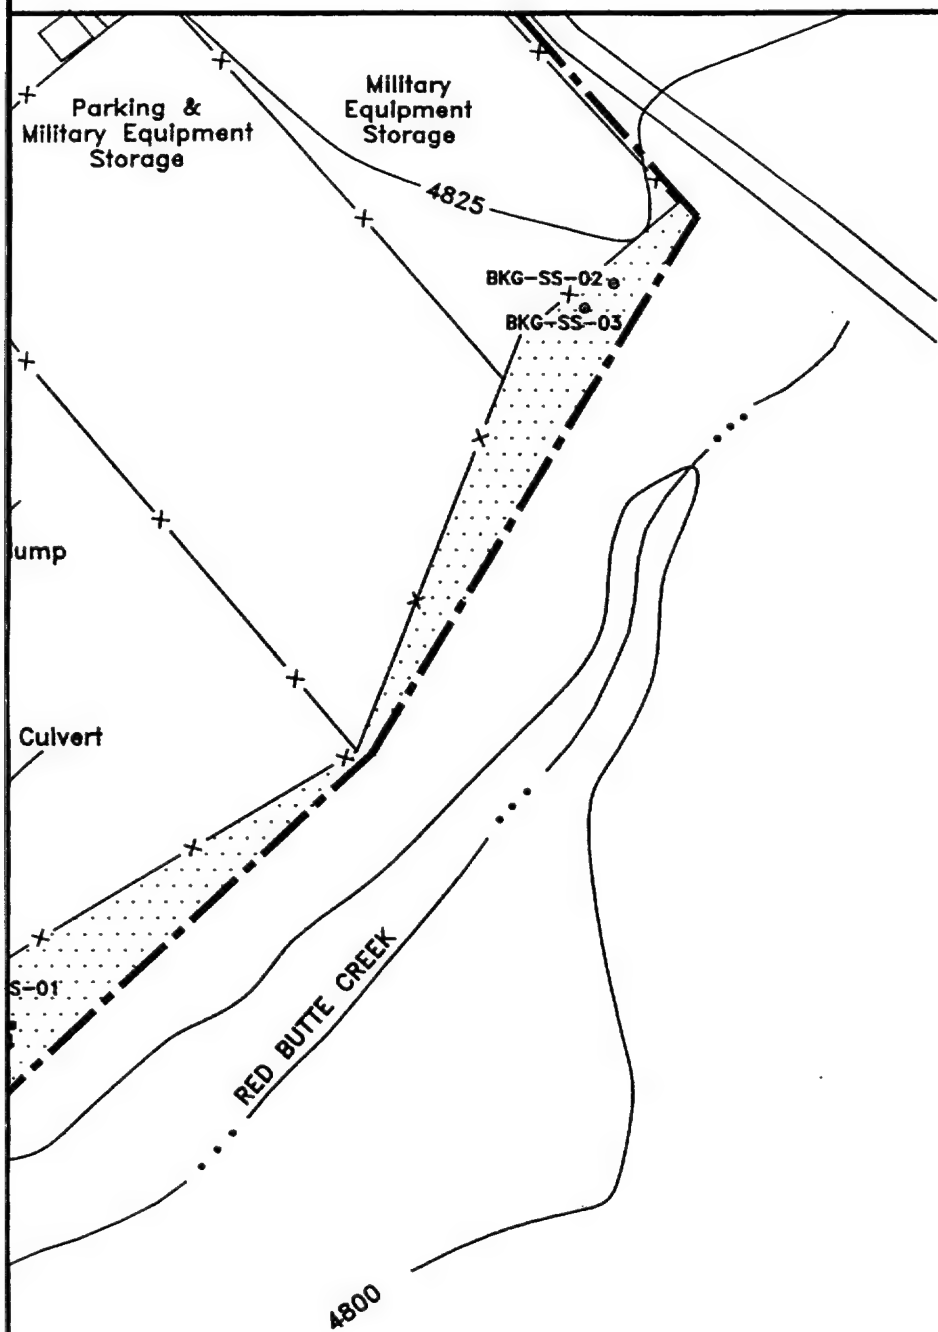 Parking &
Military Equipment
Storage
Military
Equipment
Storage
4825
BKG-SS-02
BKG-SS-03
ump
Culvert
S-01
RED BUTTE CREEK
4800